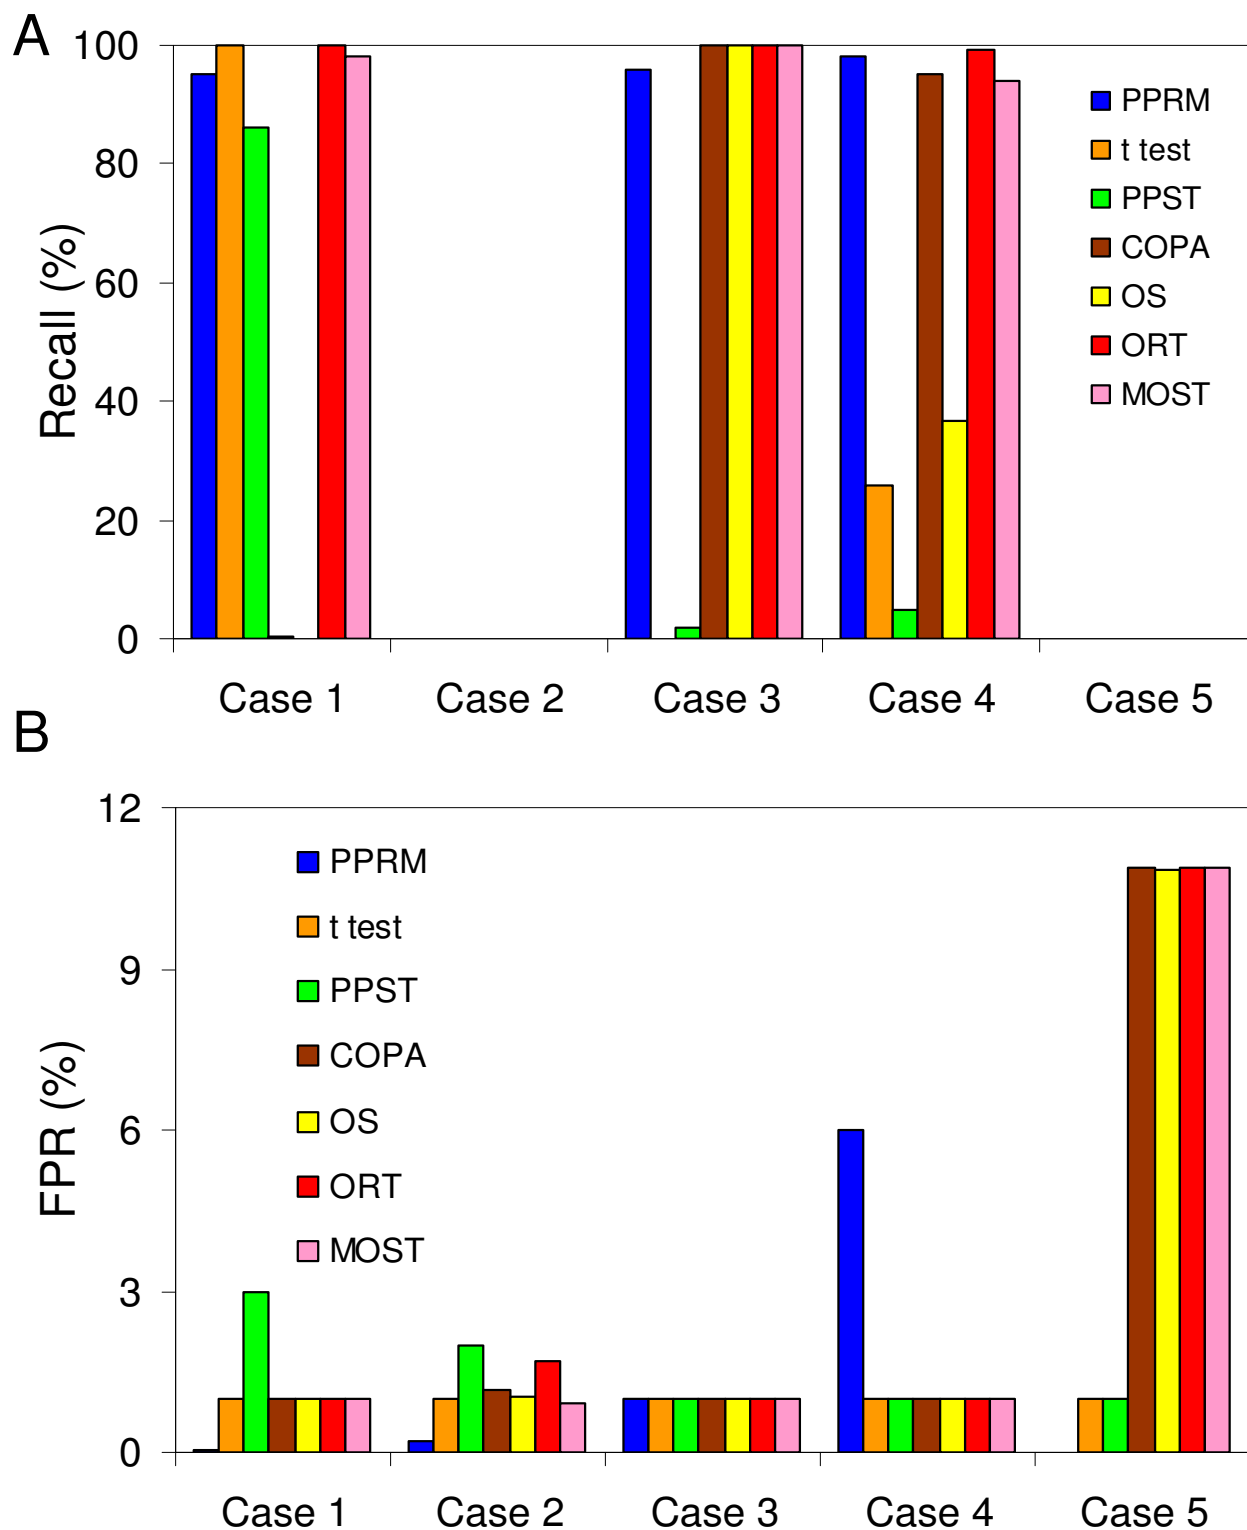 A
100
80
60
40
20
0
Recall (%)
PPRM
t test
PPST
COPA
OS
ORT
MOST
Case 1 Case 2 Case 3 Case 4 Case 5
B
12
9
6
3
0
FPR (%)
PPRM
t test
PPST
COPA
OS
ORT
MOST
Case 1 Case 2 Case 3 Case 4 Case 5